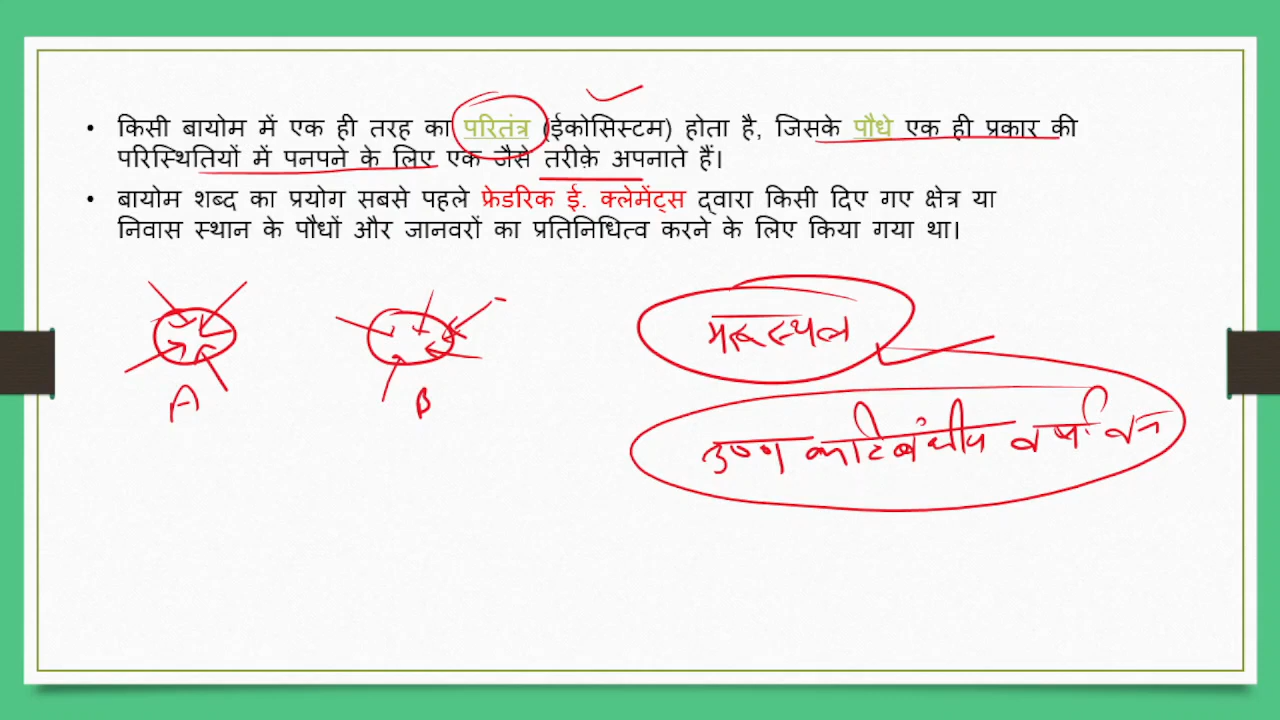 • किसी बायोम में एक ही तरह का परितंत्र (ईकोसिस्टम) होता है, जिसके पौधे एक ही प्रकार की
परिस्थितियों में पनपने के लिए एक जैसे तरीक़े अपनाते हैं।
• बायोम शब्द का प्रयोग सबसे पहले फ्रेडरिक ई. क्लेमेंट्स द्वारा किसी दिए गए क्षेत्र या
निवास स्थान के पौधों और जानवरों का प्रतिनिधित्व करने के लिए किया गया था।
मरूस्थल
A B
उष्ण कटिबंधीय वर्षा वन